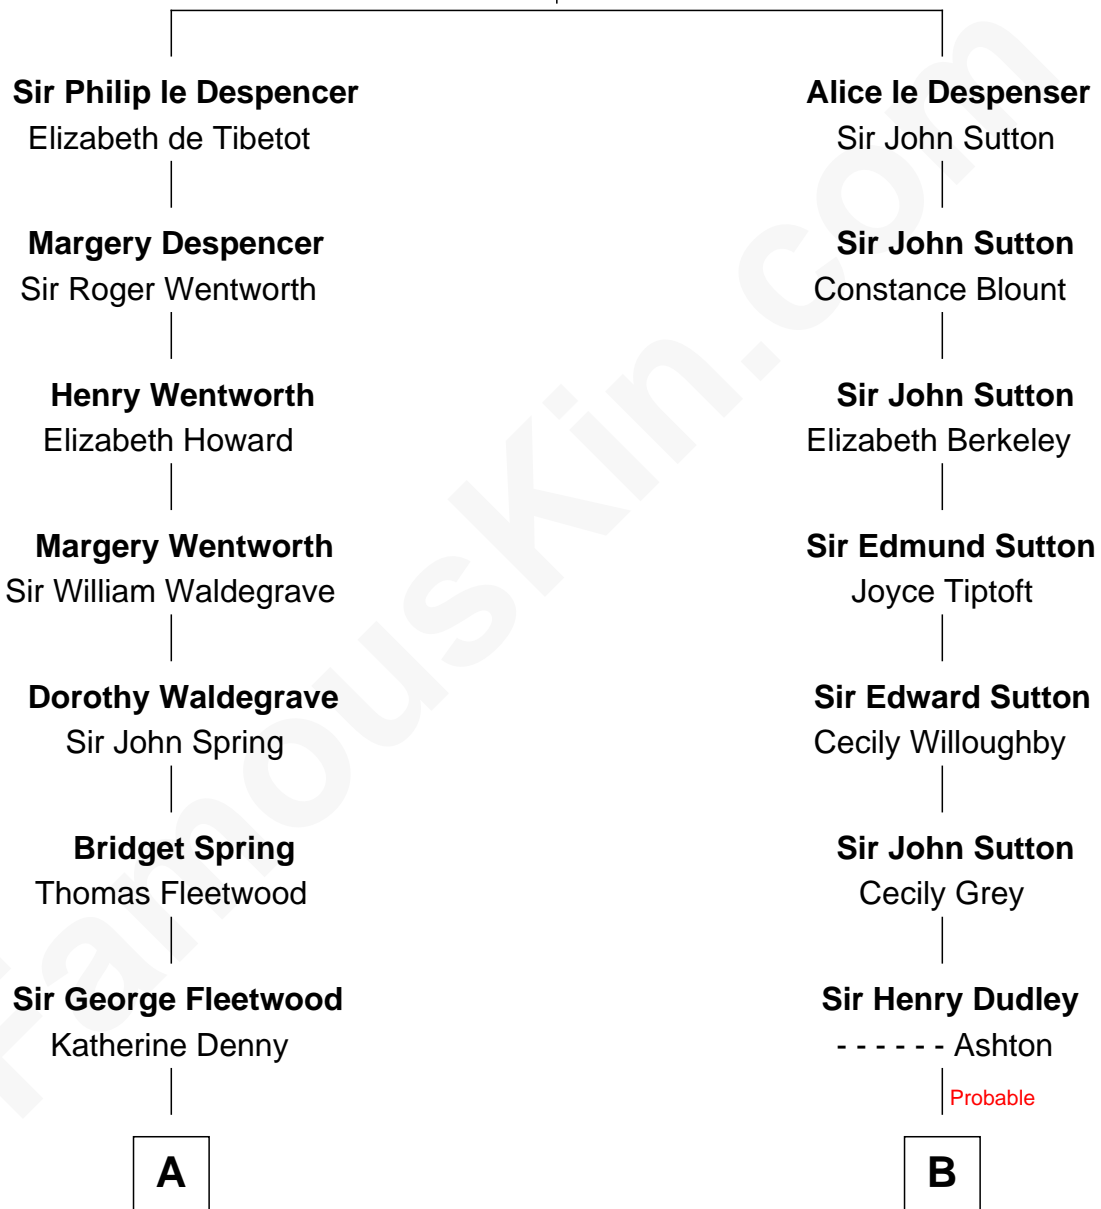 Sir Philip le Despencer
Elizabeth de Tibetot
Margery Despencer
Sir Roger Wentworth
Henry Wentworth
Elizabeth Howard
Margery Wentworth
Sir William Waldegrave
Dorothy Waldegrave
Sir John Spring
Bridget Spring
Thomas Fleetwood
Sir George Fleetwood
Katherine Denny
A
Alice le Despenser
Sir John Sutton
Sir John Sutton
Constance Blount
Sir John Sutton
Elizabeth Berkeley
Sir Edmund Sutton
Joyce Tiptoft
Sir Edward Sutton
Cecily Willoughby
Sir John Sutton
Cecily Grey
Sir Henry Dudley
- - - - - - Ashton
Probable
B
FamousKin.com